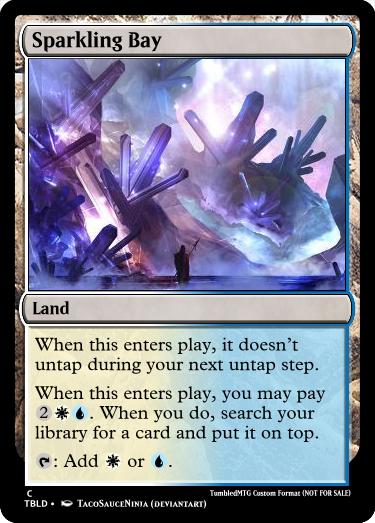 Sparkling Bay
Land
When this enters play, it doesn't
untap during your next untap step.
When this enters play, you may pay
2. When you do, search your
library for a card and put it on top.
: Add or .
C
TBLD • TacoSauceNinja (deviantart)
TumbledMTG Custom Format (NOT FOR SALE)